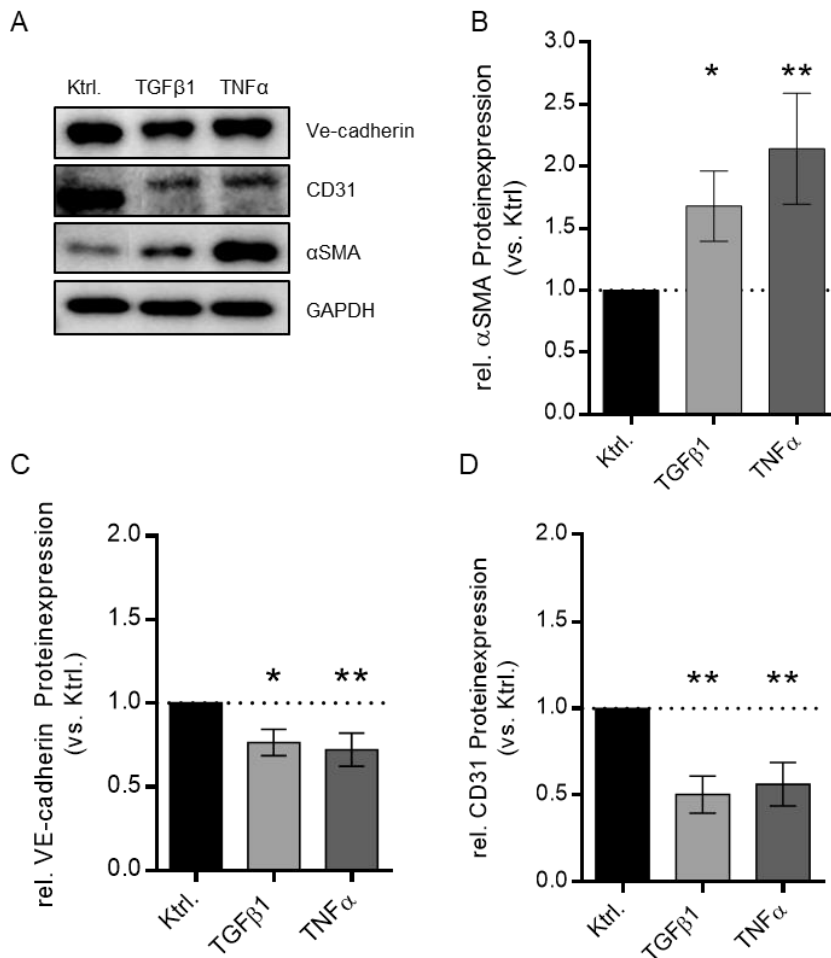 A
Ktrl. TGFβ1 TNFα
Ve-cadherin
CD31
αSMA
GAPDH
B
rel. αSMA Proteinexpression
(vs. Ktrl)
3.0
2.5
2.0
1.5
1.0
0.5
0.0
* **
Ktrl. TGFβ1 TNFα
C
rel. VE-cadherin Proteinexpression
(vs. Ktrl.)
2.0
1.5
1.0
0.5
0.0
* **
Ktrl. TGFβ1 TNFα
D
rel. CD31 Proteinexpression
(vs. Ktrl.)
2.0
1.5
1.0
0.5
0.0
** **
Ktrl. TGFβ1 TNFα